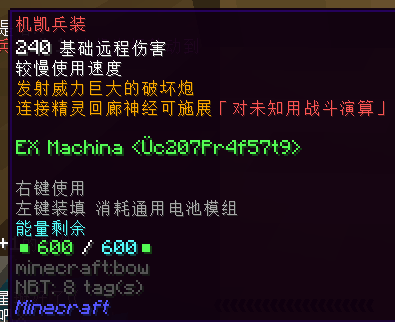 机凯兵装
240 基础远程伤害
较慢使用速度
发射威力巨大的破坏炮
连接精灵回廊神经可施展「对未知用战斗演算」
EX Machina <Üc207Pr4f57t9>
右键使用
左键装填 消耗通用电池模组
能量剩余
▪ 600 / 600 ▪
minecraft:bow
NBT: 8 tag(s)
Minecraft